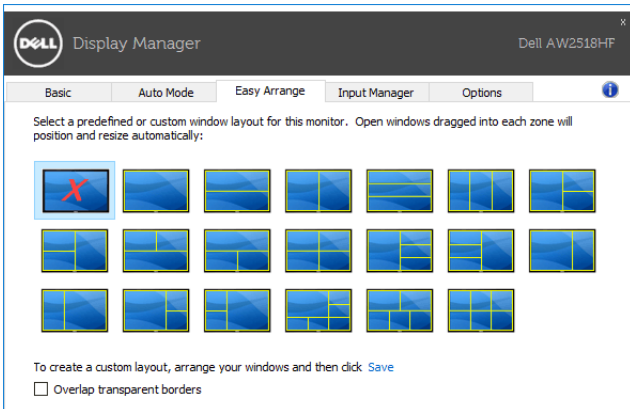 x
DELL
Display Manager
Dell AW2518HF
Basic
Auto Mode
Easy Arrange
Input Manager
Options
i
Select a predefined or custom window layout for this monitor. Open windows dragged into each zone will
position and resize automatically:
X
To create a custom layout, arrange your windows and then click Save
Overlap transparent borders